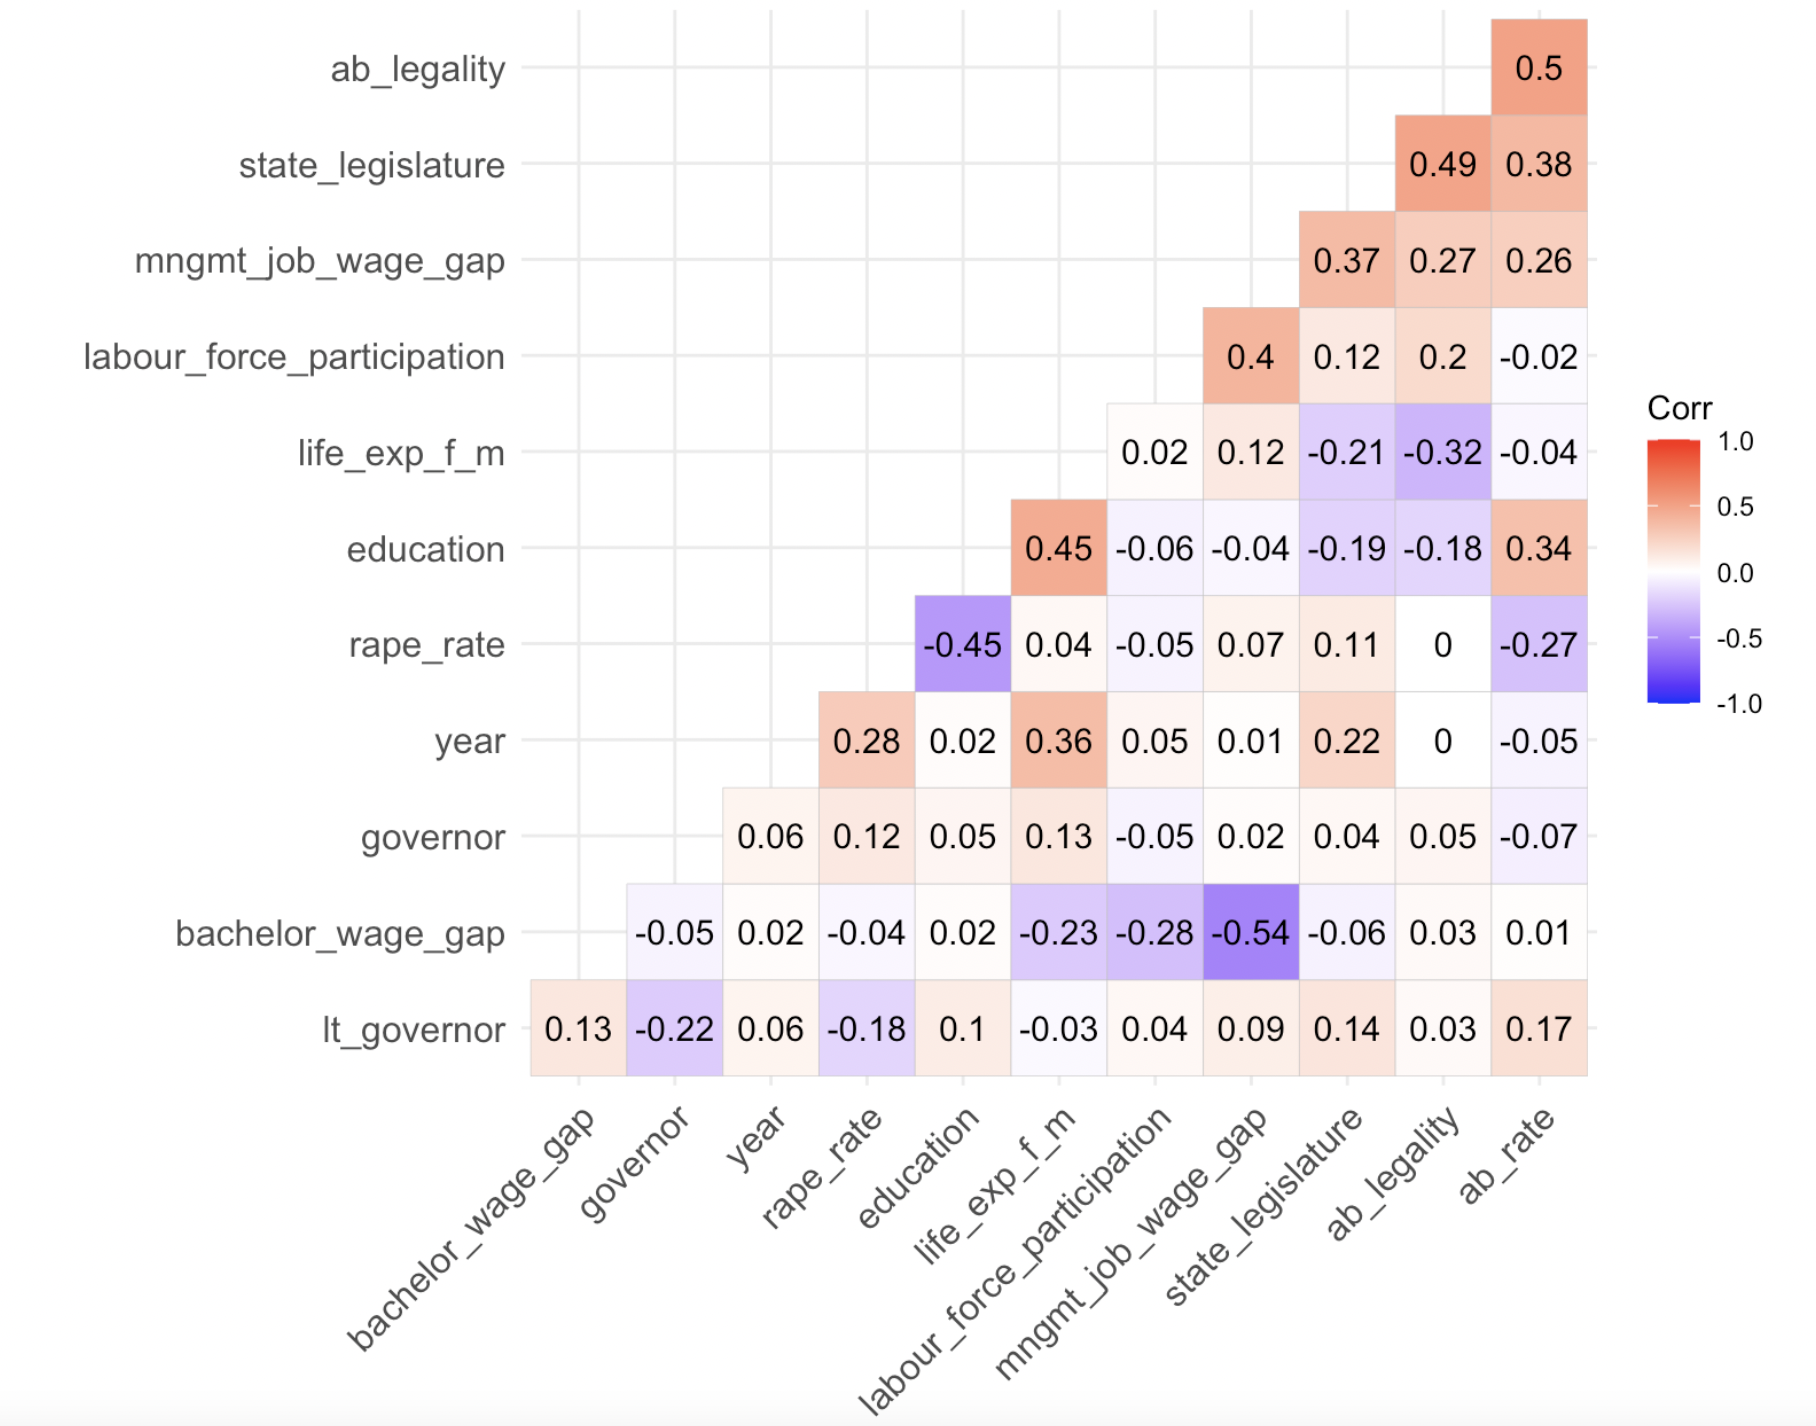 ab_legality 0.5
state_legislature 0.49 0.38
mngmt_job_wage_gap 0.37 0.27 0.26
labour_force_participation 0.4 0.12 0.2 -0.02
life_exp_f_m 0.02 0.12 -0.21 -0.32 -0.04
education 0.45 -0.06 -0.04 -0.19 -0.18 0.34
rape_rate -0.45 0.04 -0.05 0.07 0.11 0 -0.27
year 0.28 0.02 0.36 0.05 0.01 0.22 0 -0.05
governor 0.06 0.12 0.05 0.13 -0.05 0.02 0.04 0.05 -0.07
bachelor_wage_gap -0.05 0.02 -0.04 0.02 -0.23 -0.28 -0.54 -0.06 0.03 0.01
lt_governor 0.13 -0.22 0.06 -0.18 0.1 -0.03 0.04 0.09 0.14 0.03 0.17
bachelor_wage_gap
governor
year
rape_rate
education
life_exp_f_m
labour_force_participation
mngmt_job_wage_gap
state_legislature
ab_legality
ab_rate
Corr
1.0
0.5
0.0
-0.5
-1.0